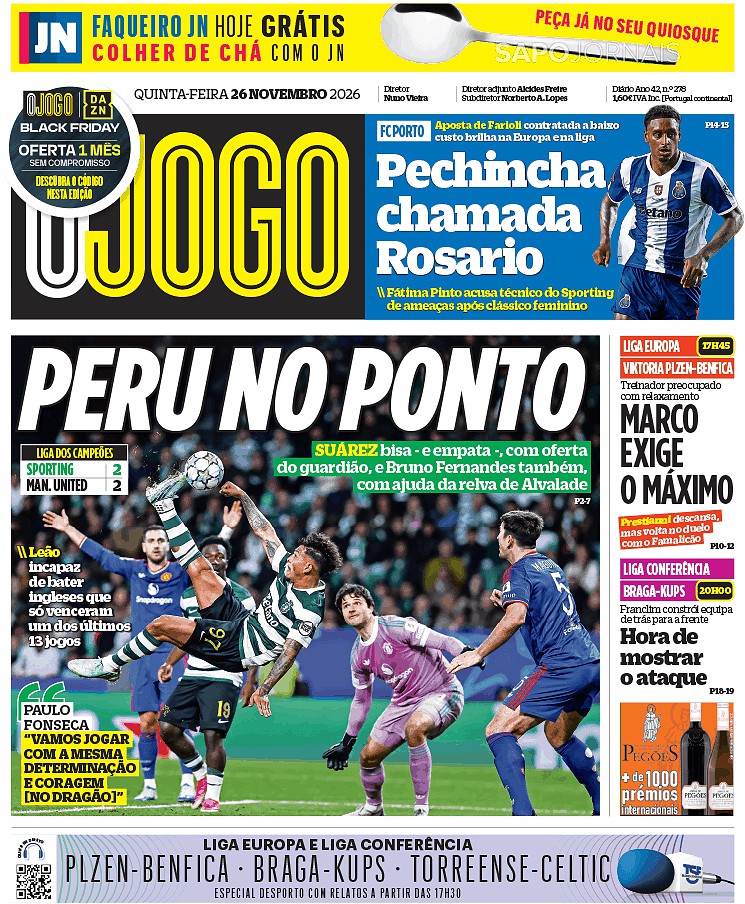 JN
FAQUEIRO JN HOJE GRÁTIS
COLHER DE CHÁ COM O JN
PEÇA JÁ NO SEU QUIOSQUE
SAPOJORNAIS
OJOGO DAZN
BLACK FRIDAY
OFERTA 1 MÊS
SEM COMPROMISSO
DESCUBRA O CÓDIGO
NESTA EDIÇÃO
QUINTA-FEIRA 26 NOVEMBRO 2026
Diretor
Nuno Vieira
Diretor adjunto Alcides Freire
Subdiretor Norberto A. Lopes
Diário Ano 42, n.º 278
1,60€ IVA Inc. [Portugal continental]
OJOGO
FC PORTO
Aposta de Farioli contratada a baixo
custo brilha na Europa e na liga
P14-15
Pechincha
chamada
Rosario
\\ Fátima Pinto acusa técnico do Sporting
de ameaças após clássico feminino
PERU NO PONTO
LIGA DOS CAMPEÕES
SPORTING 2
MAN. UNITED 2
SUÁREZ bisa - e empata -, com oferta
do guardião, e Bruno Fernandes também,
com ajuda da relva de Alvalade
P2-7
\\ Leão
incapaz
de bater
ingleses que
só venceram
um dos últimos
13 jogos
PAULO
FONSECA
“VAMOS JOGAR
COM A MESMA
DETERMINAÇÃO
E CORAGEM
[NO DRAGÃO]”
Snapdragon
97
19
5
LIGA EUROPA 17H45
VIKTORIA PLZEN-BENFICA
Treinador preocupado
com relaxamento
MARCO
EXIGE
O MÁXIMO
Prestianni descansa,
mas volta no duelo
com o Famalicão
P10-12
LIGA CONFERÊNCIA
BRAGA-KUPS 20H00
Franclim constrói equipa
de trás para a frente
Hora de
mostrar
o ataque
P18-19
PEGÕES
+ de 1000
prémios
internacionais
LIGA EUROPA E LIGA CONFERÊNCIA
PLZEN-BENFICA · BRAGA-KUPS · TORREENSE-CELTIC
ESPECIAL DESPORTO COM RELATOS A PARTIR DAS 17H30
TSF